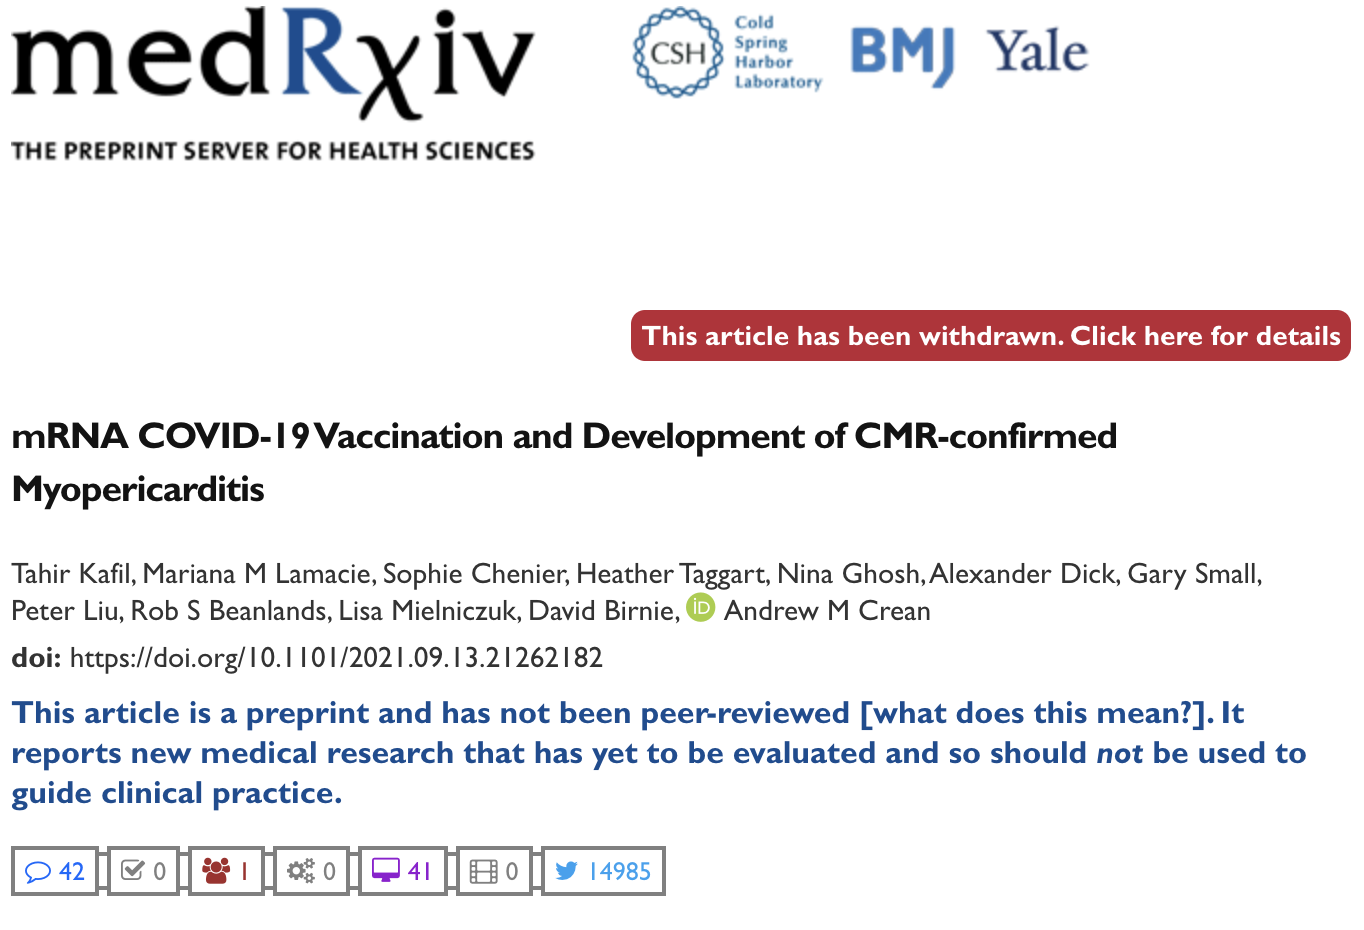 medRxiv
THE PREPRINT SERVER FOR HEALTH SCIENCES
CSH
Cold
Spring
Harbor
Laboratory
BMJ
Yale
This article has been withdrawn. Click here for details
mRNA COVID-19 Vaccination and Development of CMR-confirmed
Myopericarditis
Tahir Kafil, Mariana M Lamacie, Sophie Chenier, Heather Taggart, Nina Ghosh, Alexander Dick, Gary Small,
Peter Liu, Rob S Beanlands, Lisa Mielniczuk, David Birnie, iD Andrew M Crean
doi: https://doi.org/10.1101/2021.09.13.21262182
This article is a preprint and has not been peer-reviewed [what does this mean?]. It
reports new medical research that has yet to be evaluated and so should not be used to
guide clinical practice.
42 0 1 0 41 0 14985